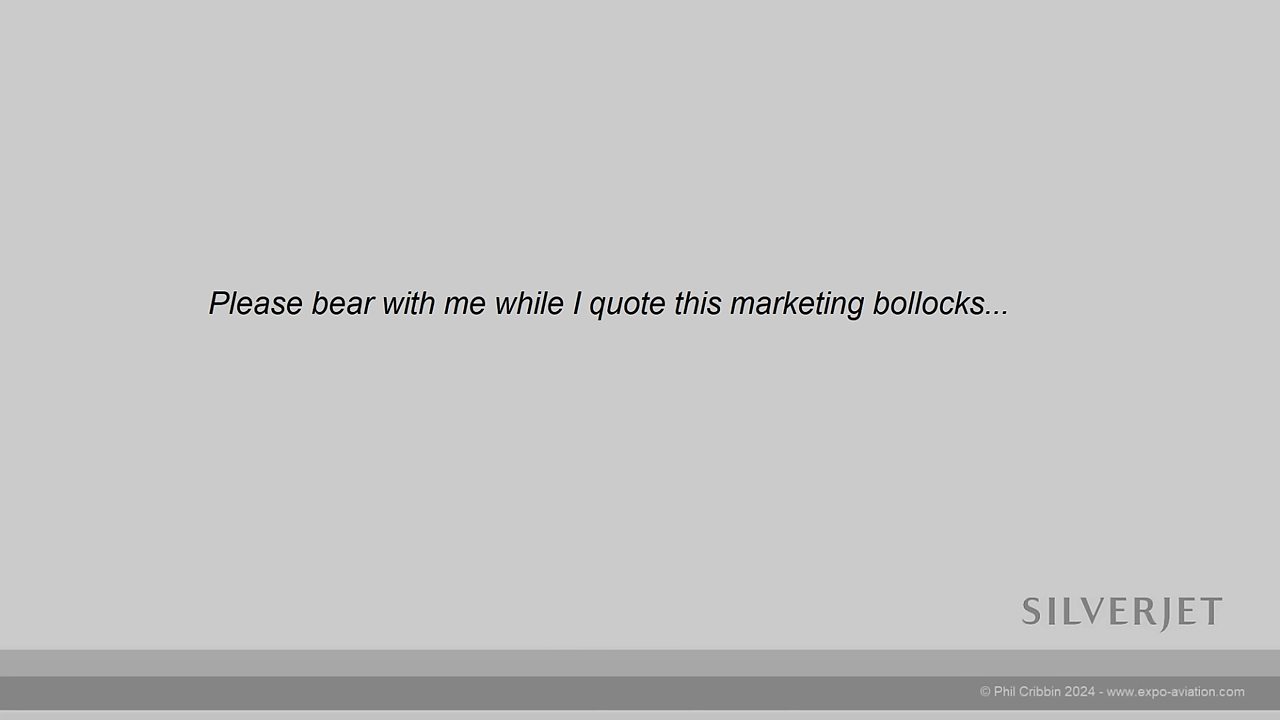 Please bear with me while I quote this marketing bollocks...
SILVERJET
© Phil Cribbin 2024 - www.expo-aviation.com